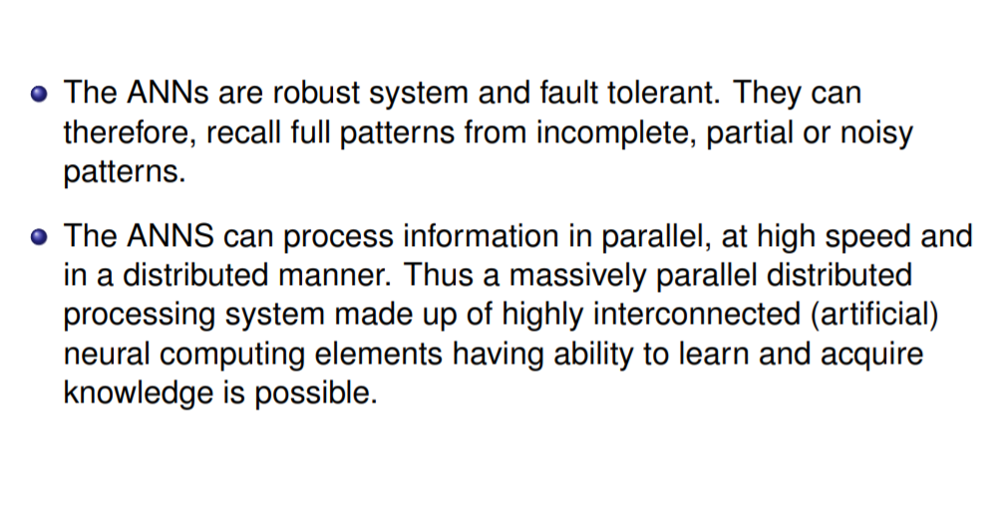 The ANNs are robust system and fault tolerant. They can
therefore, recall full patterns from incomplete, partial or noisy
patterns.
The ANNS can process information in parallel, at high speed and
in a distributed manner. Thus a massively parallel distributed
processing system made up of highly interconnected (artificial)
neural computing elements having ability to learn and acquire
knowledge is possible.